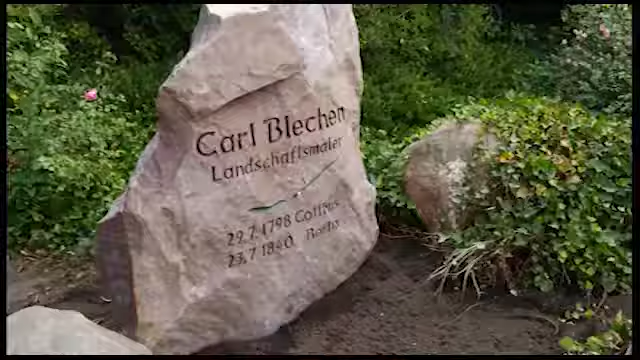 Carl Blechen
Landschaftsmaler
29.7.1798 Cottbus
23.7.1840 Berlin